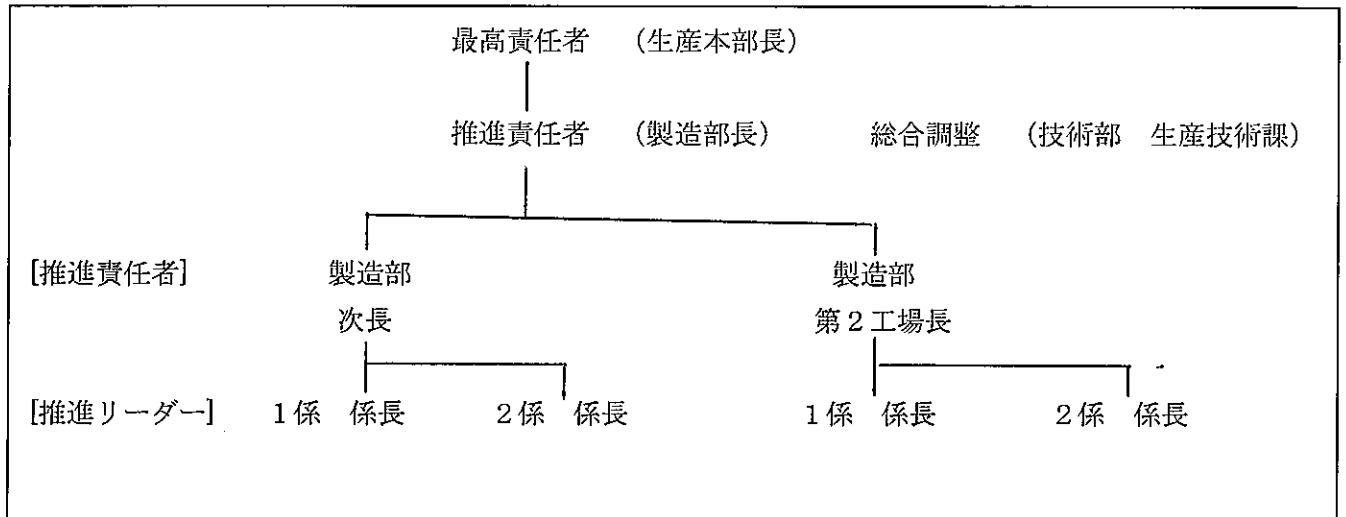 最高責任者 (生産本部長)
推進責任者 (製造部長) 総合調整 (技術部 生産技術課)
[推進責任者] 製造部 製造部
次長 第2工場長
[推進リーダー] 1係 係長 2係 係長 1係 係長 2係 係長